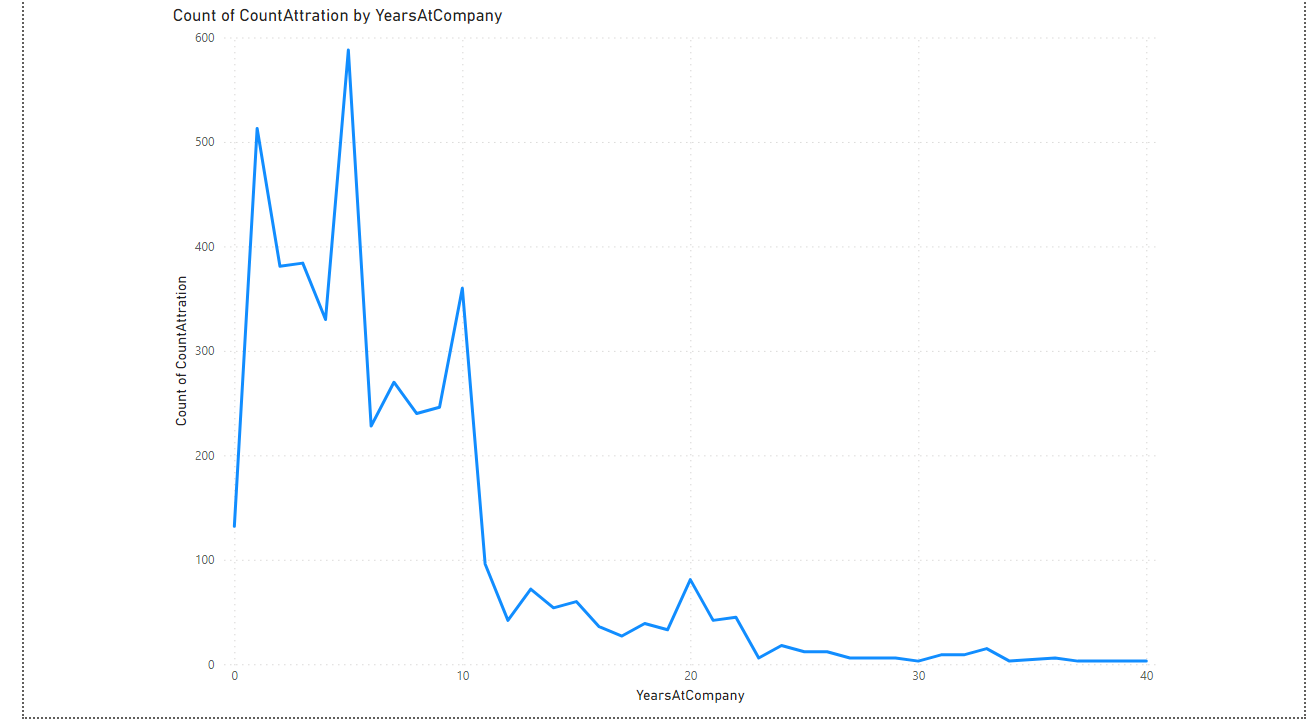 Count of CountAttration by YearsAtCompany
600
500
400
300
200
100
0
Count of CountAttration
0 10 20 30 40
YearsAtCompany